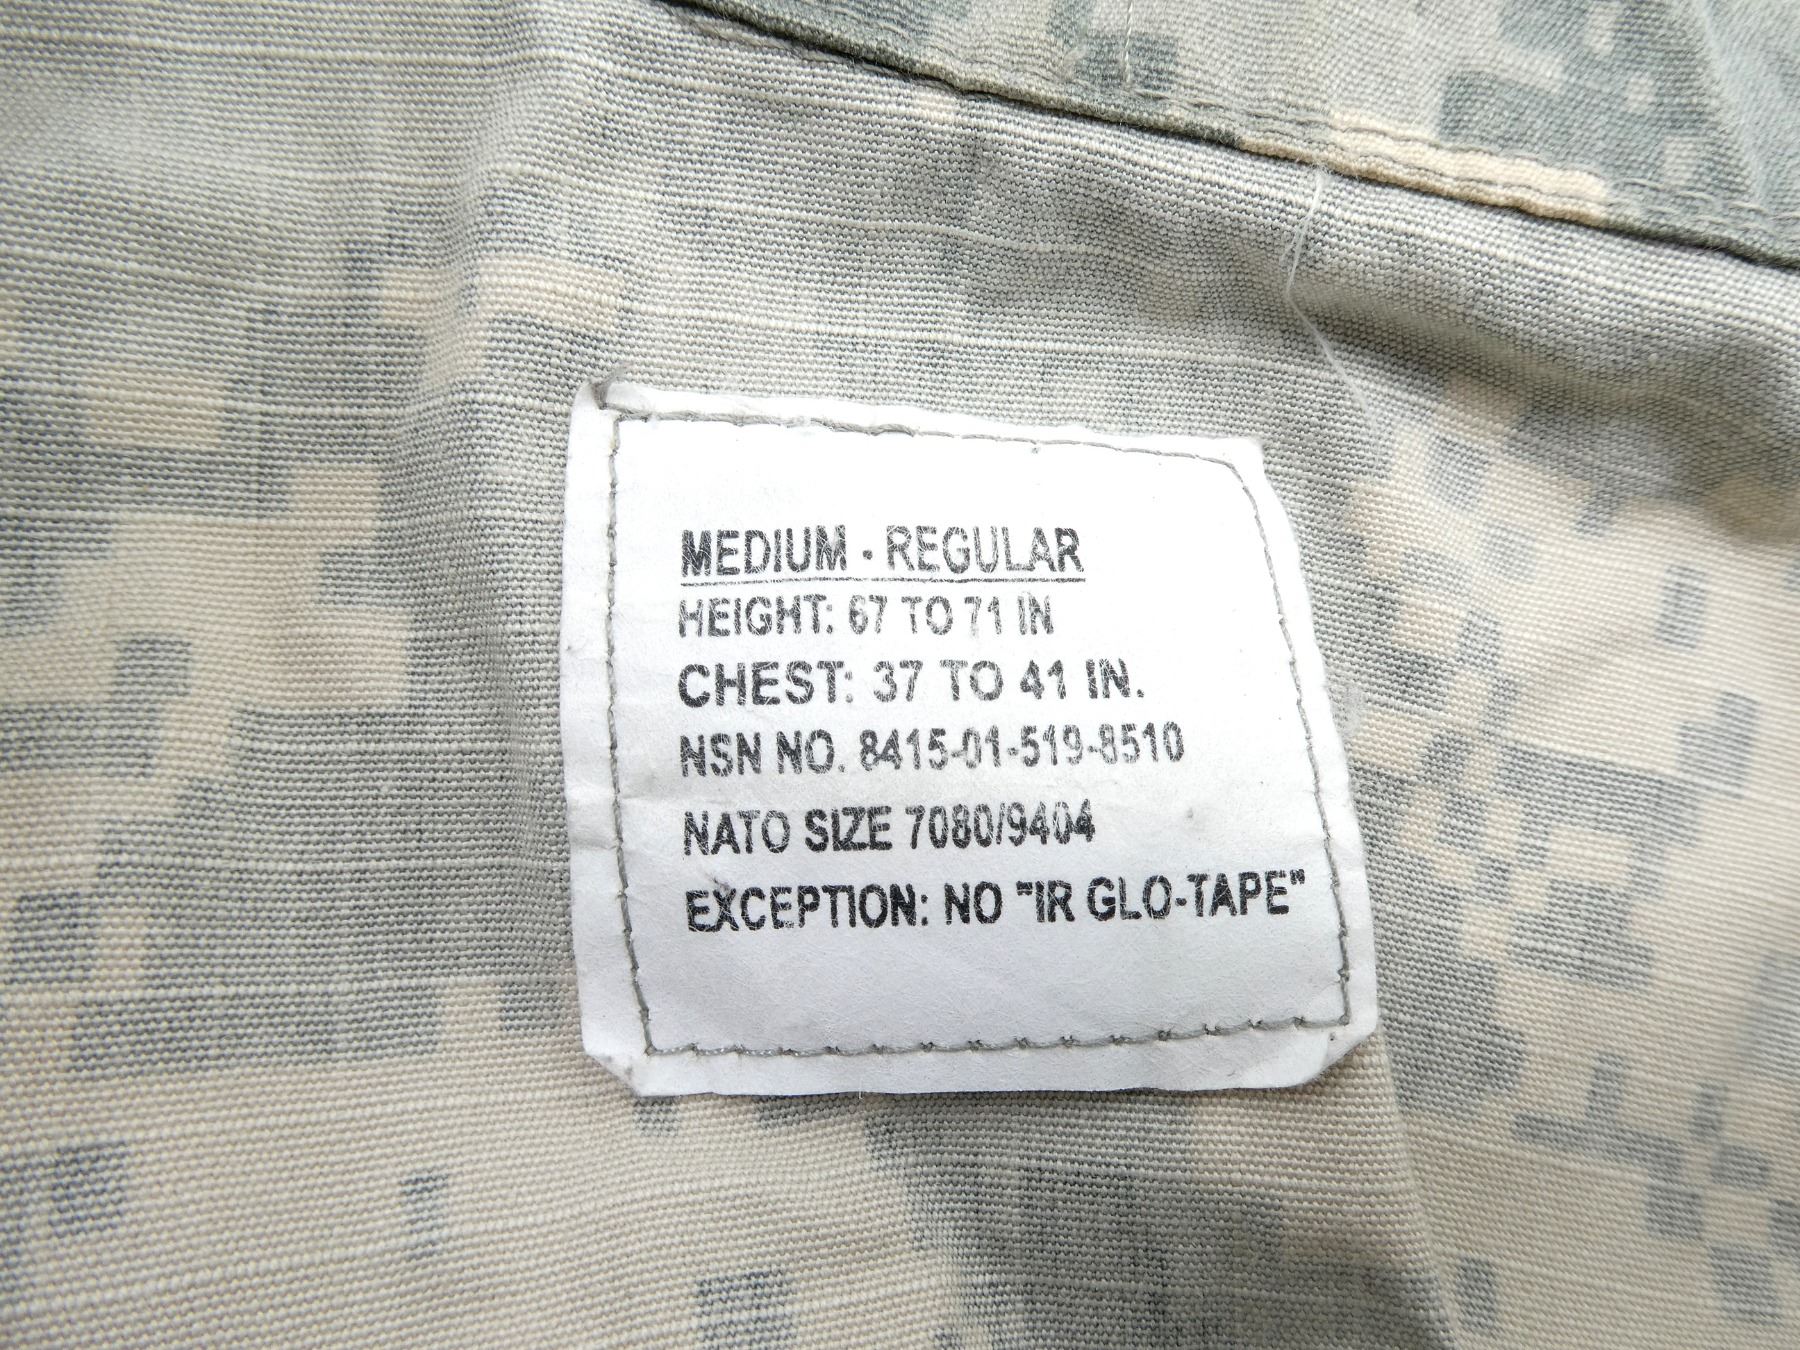 MEDIUM - REGULAR
HEIGHT: 67 TO 71 IN
CHEST: 37 TO 41 IN.
NSN NO. 8415-01-519-8510
NATO SIZE 7080/9404
EXCEPTION: NO "IR GLO-TAPE"